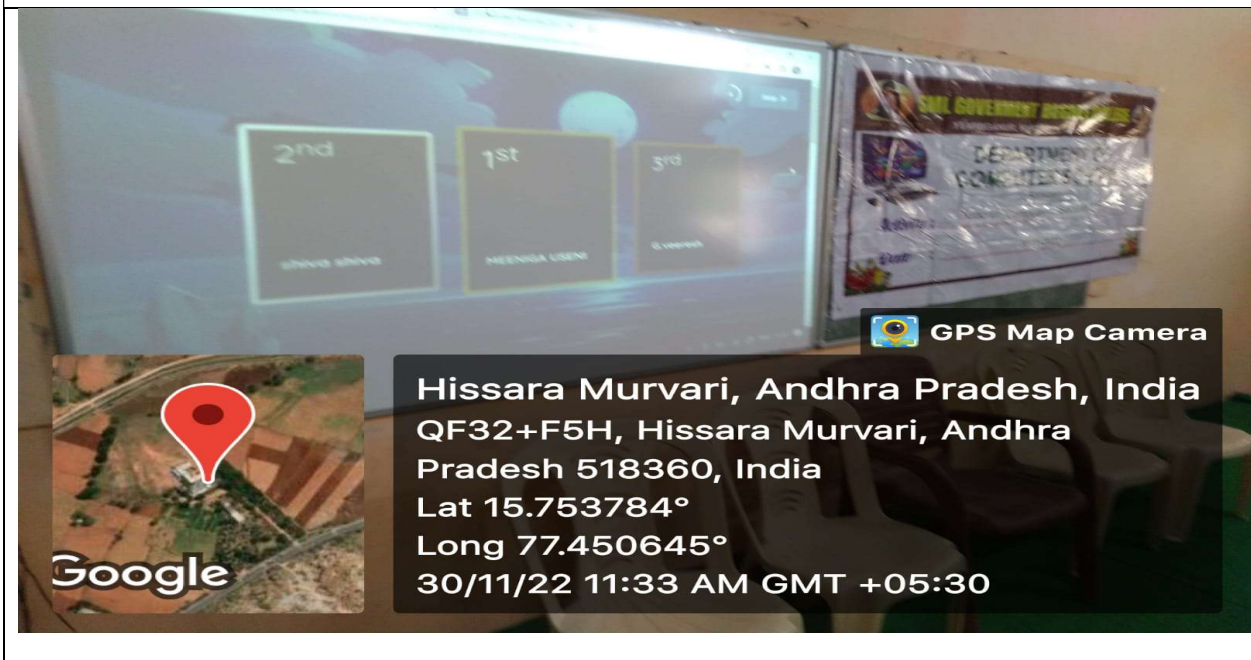 2nd
1st
3rd
shiva shiva
MEENIGA USENI
G.veeresh
SML GOVERNMENT DEGREE
DEPARTMENT OF
GPS Map Camera
Hissara Murvari, Andhra Pradesh, India
QF32+F5H, Hissara Murvari, Andhra
Pradesh 518360, India
Lat 15.753784°
Long 77.450645°
30/11/22 11:33 AM GMT +05:30
Google